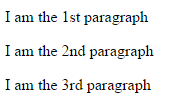 I am the 1st paragraph
I am the 2nd paragraph
I am the 3rd paragraph